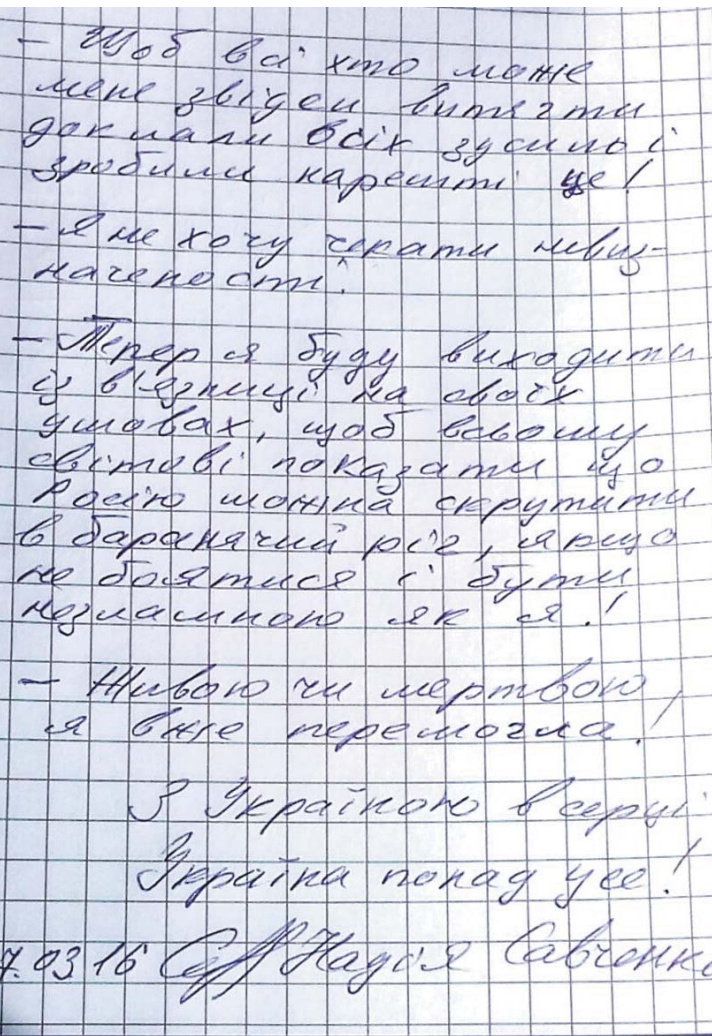 - Щоб всі хто може
мене звідси витягти
доклали всіх зусиль і
зробили нарешті це!
- Я не хочу чекати невиз-
начености!
- Тепер я буду виходити
із в'язниці на своїх
умовах, щоб всьому
світові показати що
Росію можна скрутити
в баранячий ріг, якщо
не боятися і бути
незламною як я!
- Живою чи мертвою,
я вже перемогла!
З Україною в серці
Україна понад усе!
7.03 16 Надія Савченко